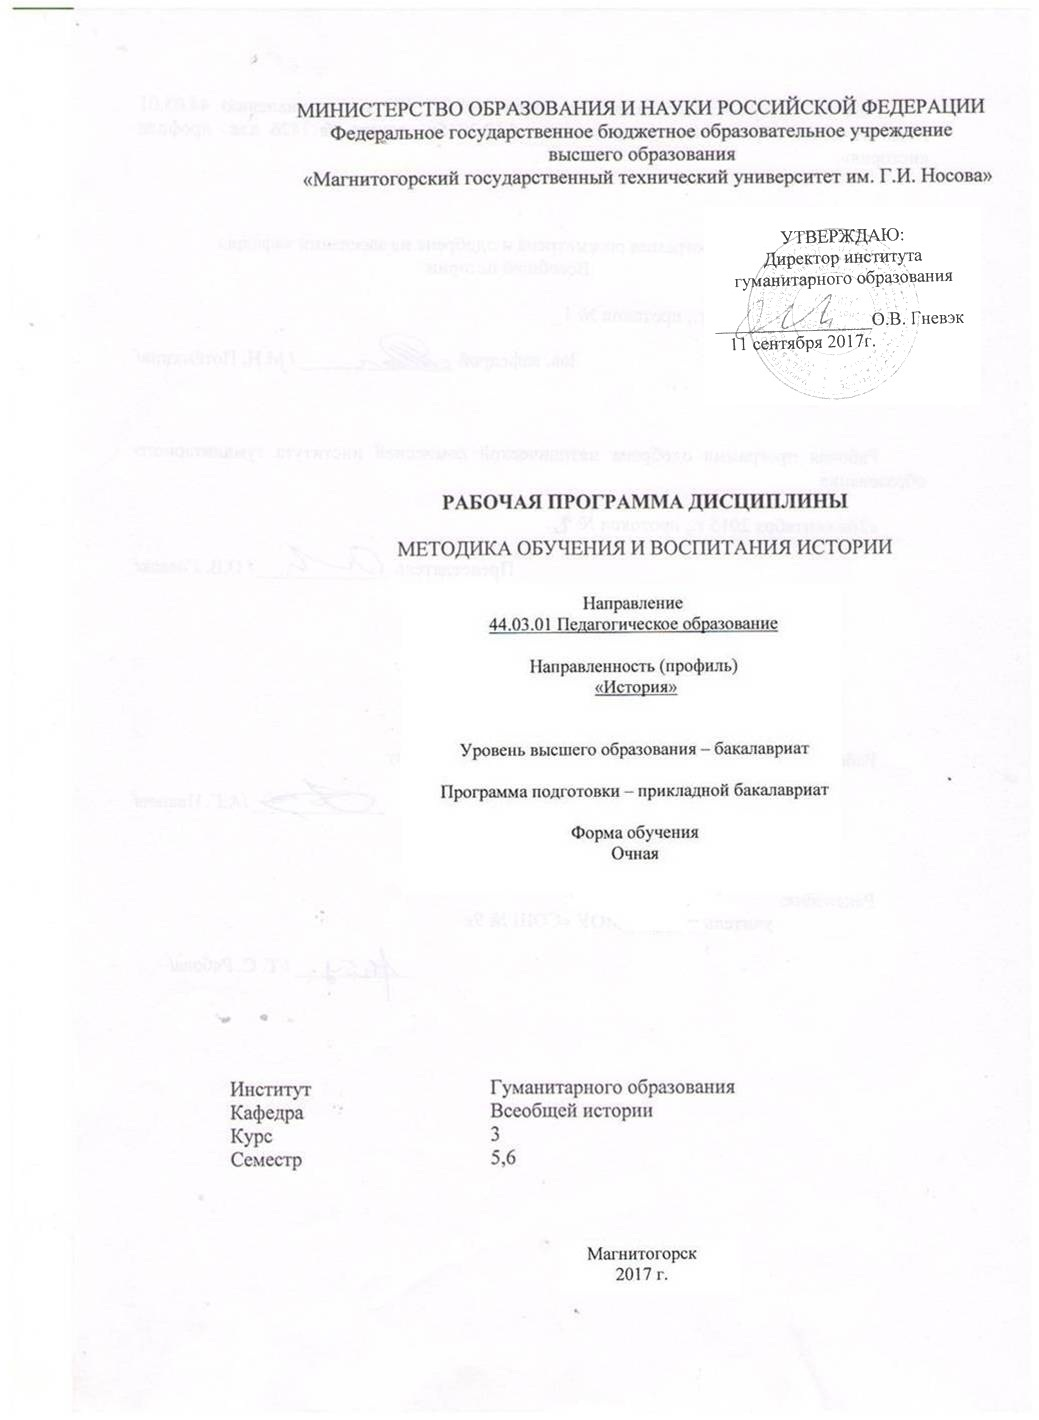 МИНИСТЕРСТВО ОБРАЗОВАНИЯ И НАУКИ РОССИЙСКОЙ ФЕДЕРАЦИИ
Федеральное государственное бюджетное образовательное учреждение
высшего образования
«Магнитогорский государственный технический университет им. Г.И. Носова»
УТВЕРЖДАЮ:
Директор института
гуманитарного образования
О.В. Гневэк
11 сентября 2017г.
РАБОЧАЯ ПРОГРАММА ДИСЦИПЛИНЫ
МЕТОДИКА ОБУЧЕНИЯ И ВОСПИТАНИЯ ИСТОРИИ
Направление
44.03.01 Педагогическое образование
Направленность (профиль)
«История»
Уровень высшего образования – бакалавриат
Программа подготовки – прикладной бакалавриат
Форма обучения
Очная
Институт Гуманитарного образования
Кафедра Всеобщей истории
Курс 3
Семестр 5,6
Магнитогорск
2017 г.